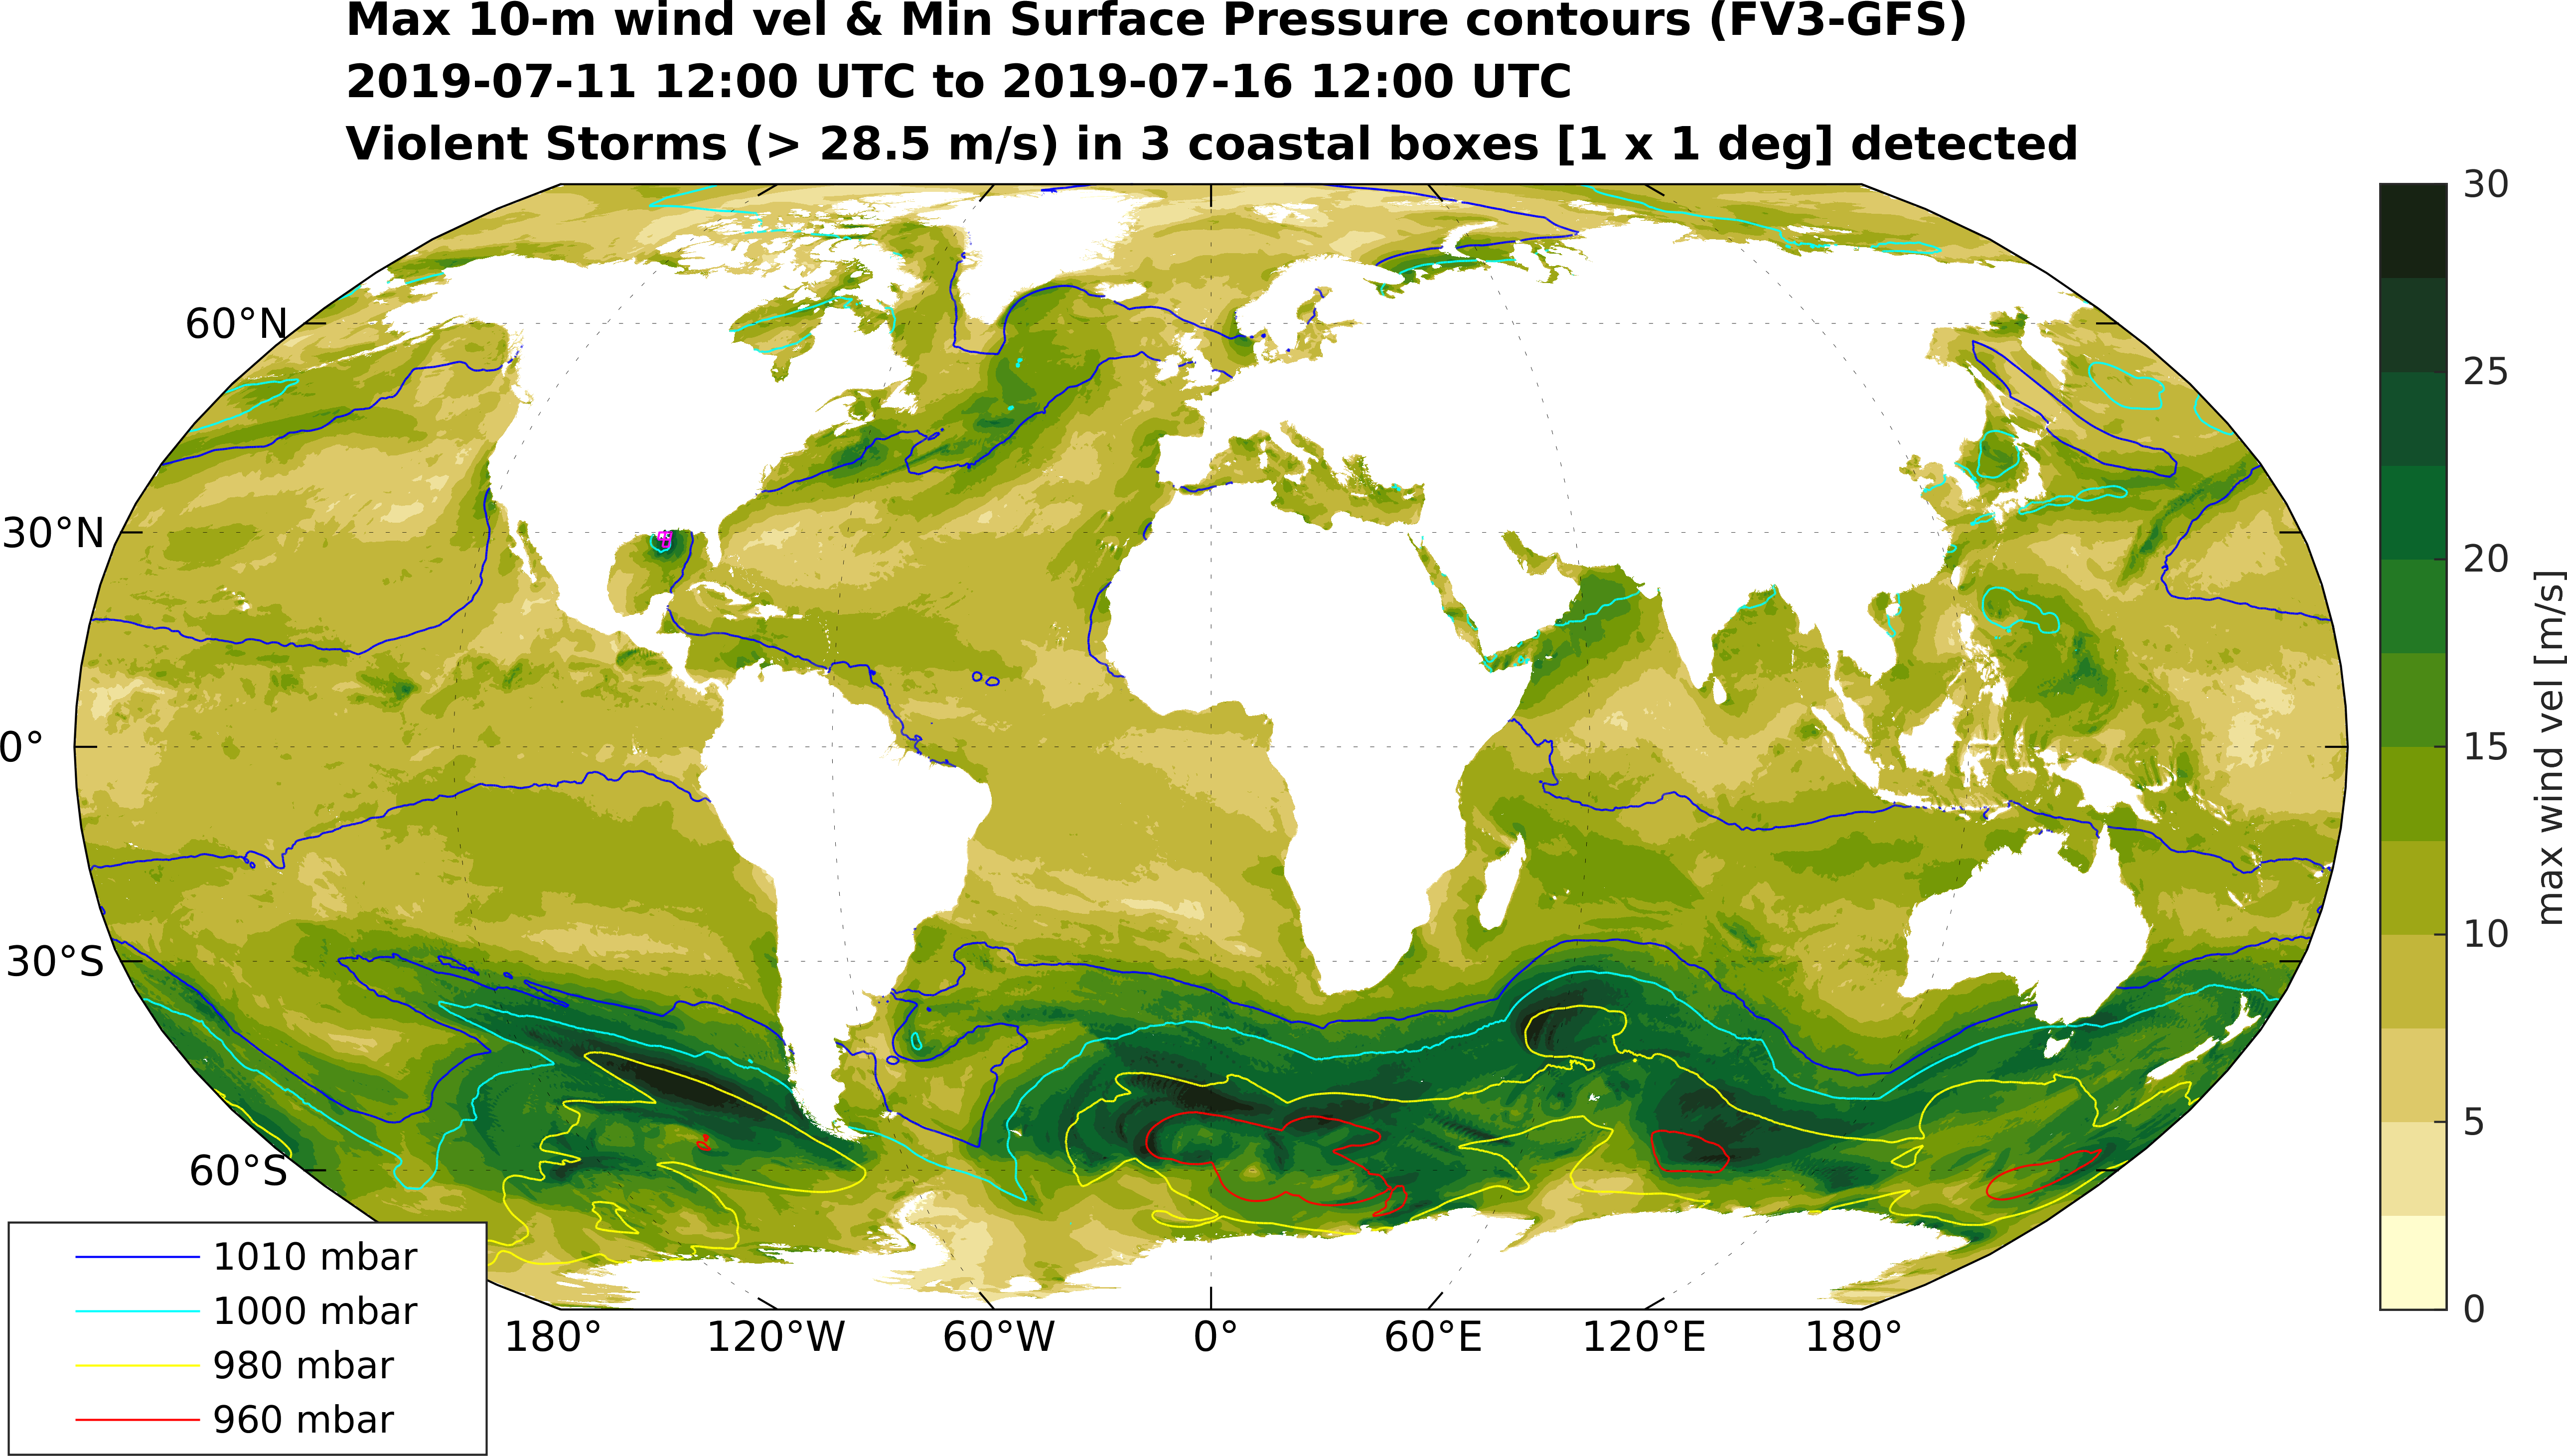 Max 10-m wind vel & Min Surface Pressure contours (FV3-GFS)
2019-07-11 12:00 UTC to 2019-07-16 12:00 UTC
Violent Storms (> 28.5 m/s) in 3 coastal boxes [1 x 1 deg] detected
60°N
30°N
0°
30°S
60°S
180°
120°W
60°W
0°
60°E
120°E
180°
1010 mbar
1000 mbar
980 mbar
960 mbar
30
25
20
15
10
5
0
max wind vel [m/s]